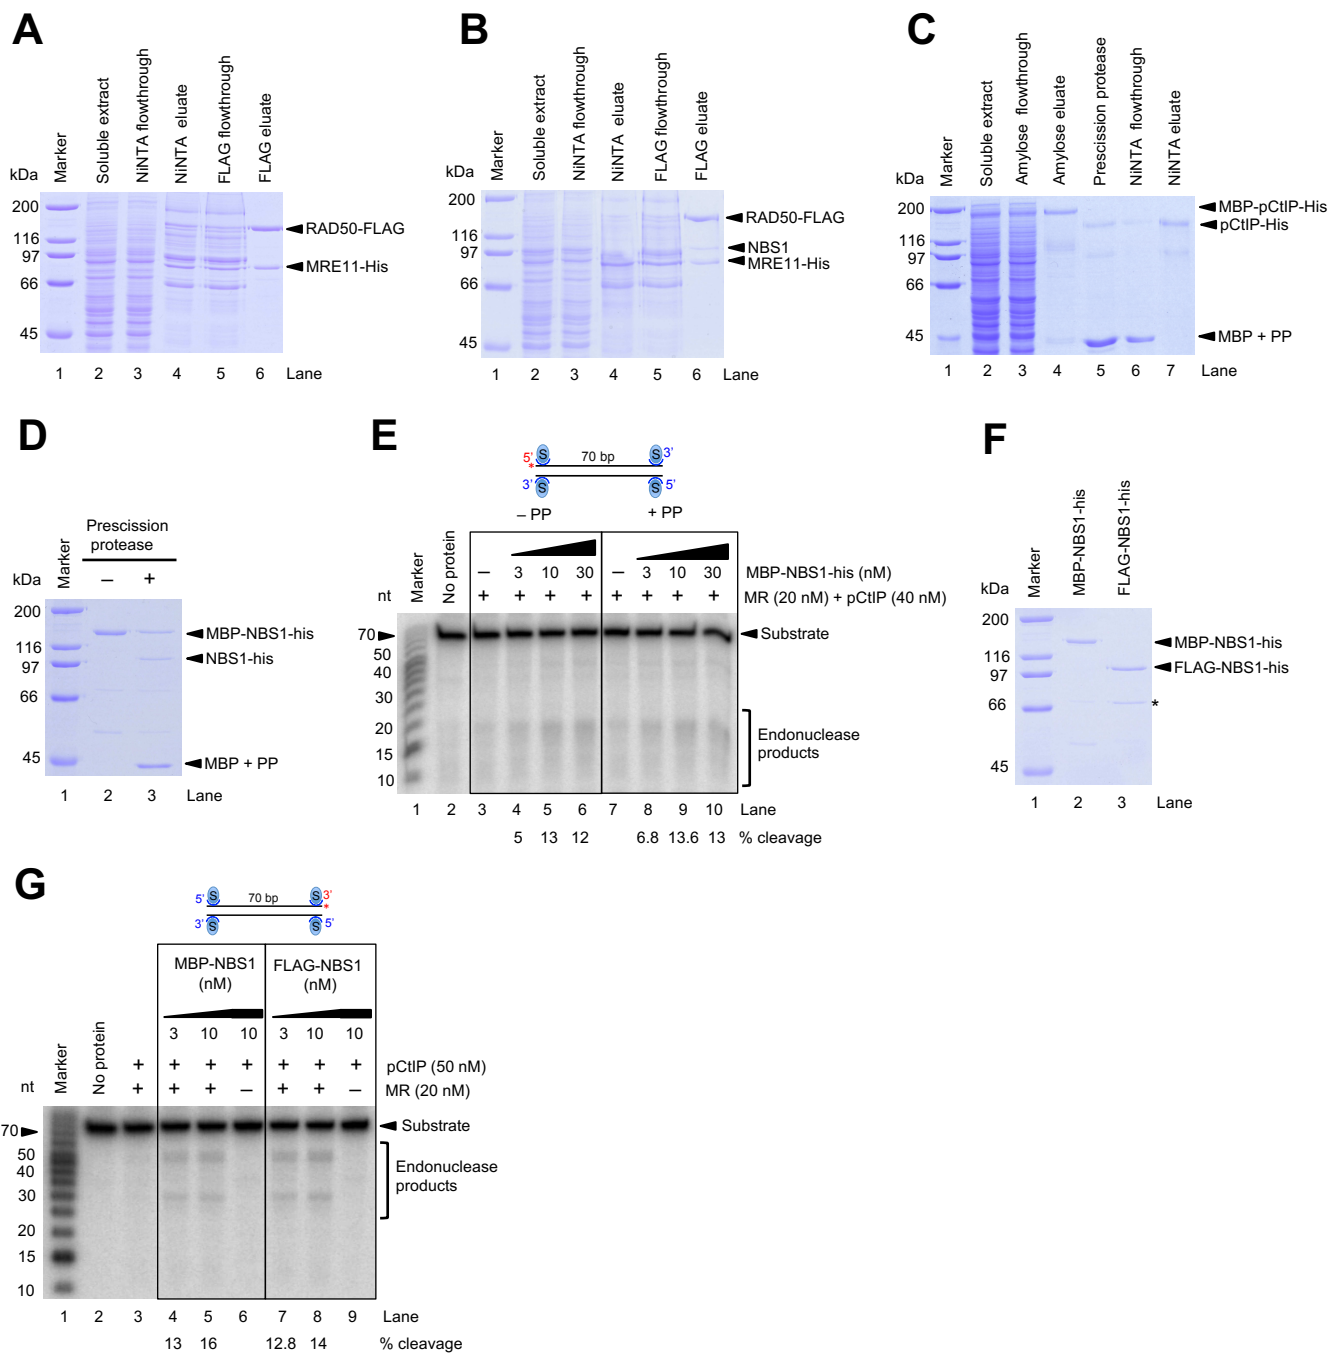 A
kDa
Marker
Soluble extract
NiNTA flowthrough
NiNTA eluate
FLAG flowthrough
FLAG eluate
200
116
97
66
45
RAD50-FLAG
MRE11-His
1 2 3 4 5 6 Lane
B
kDa
Marker
Soluble extract
NiNTA flowthrough
NiNTA eluate
FLAG flowthrough
FLAG eluate
200
116
97
66
45
RAD50-FLAG
NBS1
MRE11-His
1 2 3 4 5 6 Lane
C
kDa
Marker
Soluble extract
Amylose flowthrough
Amylose eluate
Prescission protease
NiNTA flowthrough
NiNTA eluate
200
116
97
66
45
MBP-pCtIP-His
pCtIP-His
MBP + PP
1 2 3 4 5 6 7 Lane
D
Prescission
protease
kDa
Marker
– +
200
116
97
66
45
MBP-NBS1-his
NBS1-his
MBP + PP
1 2 3 Lane
E
5' S 70 bp S 3'
*
3' S S 5'
– PP + PP
nt
Marker
No protein
– 3 10 30 – 3 10 30 MBP-NBS1-his (nM)
+ + + + + + + + MR (20 nM) + pCtIP (40 nM)
70
50
40
30
20
15
10
Substrate
Endonuclease
products
1 2 3 4 5 6 7 8 9 10 Lane
5 13 12 6.8 13.6 13 % cleavage
F
kDa
Marker
MBP-NBS1-his
FLAG-NBS1-his
200
116
97
66
45
MBP-NBS1-his
FLAG-NBS1-his
*
1 2 3 Lane
G
5' S 70 bp S 3'
*
3' S S 5'
MBP-NBS1
(nM)
FLAG-NBS1
(nM)
nt
Marker
No protein
3 10 10 3 10 10
+ + + + + + + pCtIP (50 nM)
+ + + – + + – MR (20 nM)
70
50
40
30
20
15
10
Substrate
Endonuclease
products
1 2 3 4 5 6 7 8 9 Lane
13 16 12.8 14 % cleavage